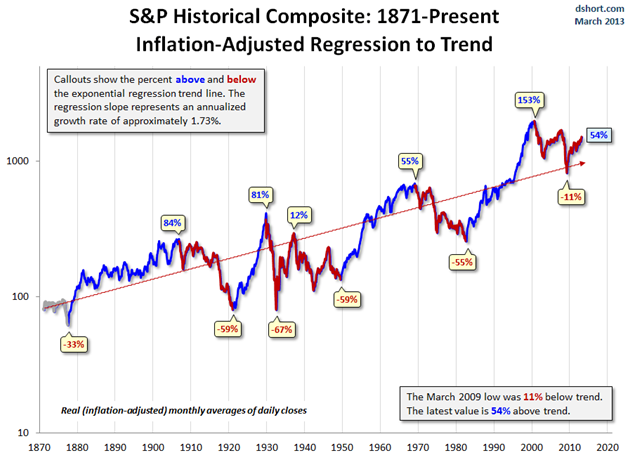 dshort.com
March 2013
S&P Historical Composite: 1871-Present
Inflation-Adjusted Regression to Trend
Callouts show the percent above and below
the exponential regression trend line. The
regression slope represents an annualized
growth rate of approximately 1.73%.
153%
54%
1000
55%
81%
12%
84%
-11%
-55%
100
-59%
-59%
-67%
-33%
The March 2009 low was 11% below trend.
The latest value is 54% above trend.
Real (inflation-adjusted) monthly averages of daily closes
10
1870 1880 1890 1900 1910 1920 1930 1940 1950 1960 1970 1980 1990 2000 2010 2020